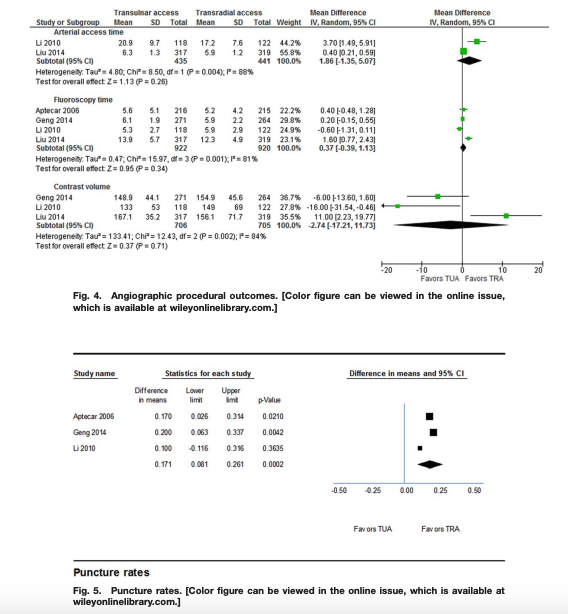 Transulnar access Transradial access Mean Difference Mean Difference
Study or Subgroup Mean SD Total Mean SD Total Weight IV, Random, 95% CI IV, Random, 95% CI
Arterial access time
Li 2010 20.9 9.7 118 17.2 7.6 122 44.2% 3.70 [1.49, 5.91]
Liu 2014 6.3 1.3 317 5.9 1.2 319 55.8% 0.40 [0.21, 0.59]
Subtotal (95% CI) 435 441 100.0% 1.86 [-1.35, 5.07]
Heterogeneity: Tau² = 4.80; Chi² = 8.50, df = 1 (P = 0.004); I² = 88%
Test for overall effect: Z = 1.13 (P = 0.26)
Fluoroscopy time
Aptecar 2006 5.6 5.1 216 5.2 4.2 215 22.2% 0.40 [-0.48, 1.28]
Geng 2014 6.1 1.9 271 5.9 2.2 264 29.8% 0.20 [-0.15, 0.55]
Li 2010 5.3 2.7 118 5.9 2.9 122 24.9% -0.60 [-1.31, 0.11]
Liu 2014 13.9 5.7 317 12.3 4.9 319 23.1% 1.60 [0.77, 2.43]
Subtotal (95% CI) 922 920 100.0% 0.37 [-0.39, 1.13]
Heterogeneity: Tau² = 0.47; Chi² = 15.97, df = 3 (P = 0.001); I² = 81%
Test for overall effect: Z = 0.95 (P = 0.34)
Contrast volume
Geng 2014 148.9 44.1 271 154.9 45.6 264 36.7% -6.00 [-13.60, 1.60]
Li 2010 133 53 118 149 69 122 27.8% -16.00 [-31.54, -0.46]
Liu 2014 167.1 35.2 317 156.1 71.7 319 35.5% 11.00 [2.23, 19.77]
Subtotal (95% CI) 706 705 100.0% -2.74 [-17.21, 11.73]
Heterogeneity: Tau² = 133.41; Chi² = 12.43, df = 2 (P = 0.002); I² = 84%
Test for overall effect: Z = 0.37 (P = 0.71)
-20 -10 0 10 20
Favors TUA Favors TRA
Fig. 4. Angiographic procedural outcomes. [Color figure can be viewed in the online issue,
which is available at wileyonlinelibrary.com.]
Study name Statistics for each study Difference in means and 95% CI
Difference Lower Upper
in means limit limit p-Value
Aptecar 2006 0.170 0.026 0.314 0.0210
Geng 2014 0.200 0.063 0.337 0.0042
Li 2010 0.100 -0.116 0.316 0.3635
0.171 0.081 0.261 0.0002
-0.50 -0.25 0.00 0.25 0.50
Favors TUA Favors TRA
Puncture rates
Fig. 5. Puncture rates. [Color figure can be viewed in the online issue, which is available at
wileyonlinelibrary.com.]